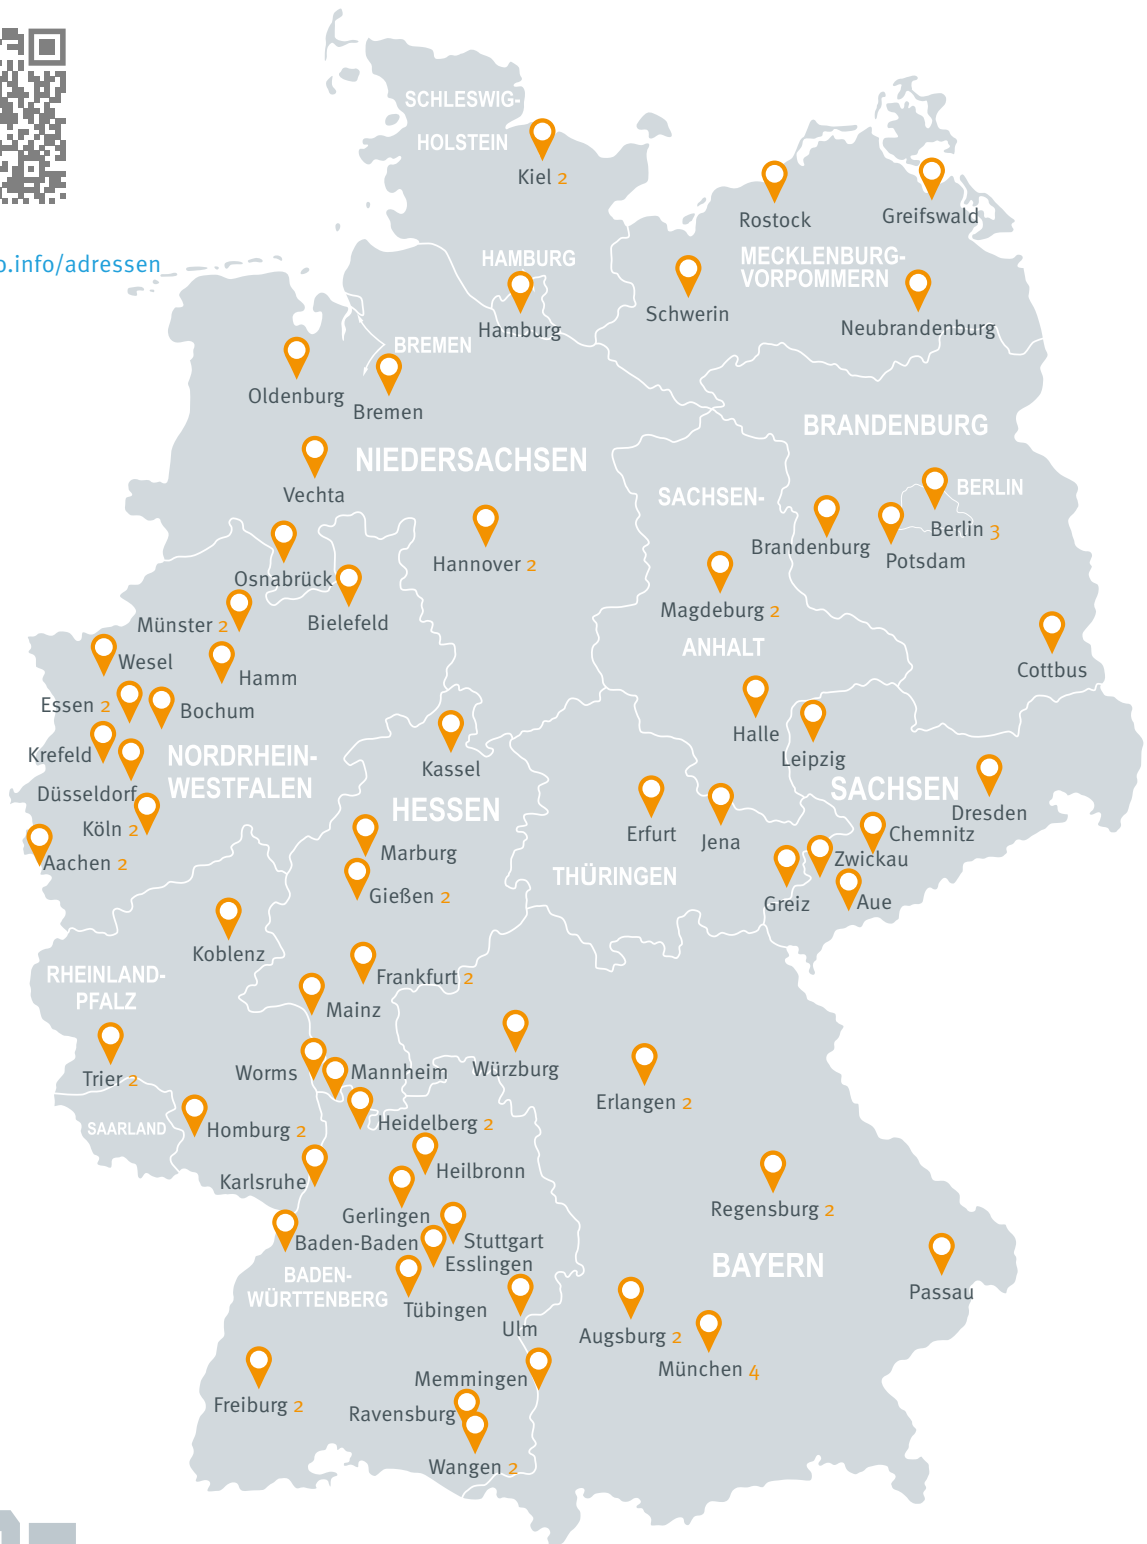 SCHLESWIG-
HOLSTEIN
Kiel 2
Rostock
Greifswald
o.info/adressen
HAMBURG
MECKLENBURG-
VORPOMMERN
Hamburg
Schwerin
Neubrandenburg
BREMEN
Oldenburg
Bremen
BRANDENBURG
NIEDERSACHSEN
Vechta
SACHSEN-
BERLIN
Berlin 3
Hannover 2
Brandenburg
Potsdam
Osnabrück
Magdeburg 2
Münster 2
Bielefeld
ANHALT
Wesel
Hamm
Cottbus
Essen 2
Bochum
Halle
Krefeld
NORDRHEIN-
WESTFALEN
Kassel
Leipzig
Düsseldorf
HESSEN
SACHSEN
Köln 2
Erfurt
Jena
Dresden
Chemnitz
Aachen 2
Marburg
Zwickau
THÜRINGEN
Gießen 2
Greiz
Aue
Koblenz
RHEINLAND-
PFALZ
Frankfurt 2
Mainz
Trier 2
Worms
Mannheim
Würzburg
Erlangen 2
SAARLAND
Homburg 2
Heidelberg 2
Karlsruhe
Heilbronn
Gerlingen
Regensburg 2
Baden-Baden
Stuttgart
Esslingen
BAYERN
BADEN-
WÜRTTENBERG
Tübingen
Ulm
Passau
Augsburg 2
München 4
Memmingen
Freiburg 2
Ravensburg
Wangen 2